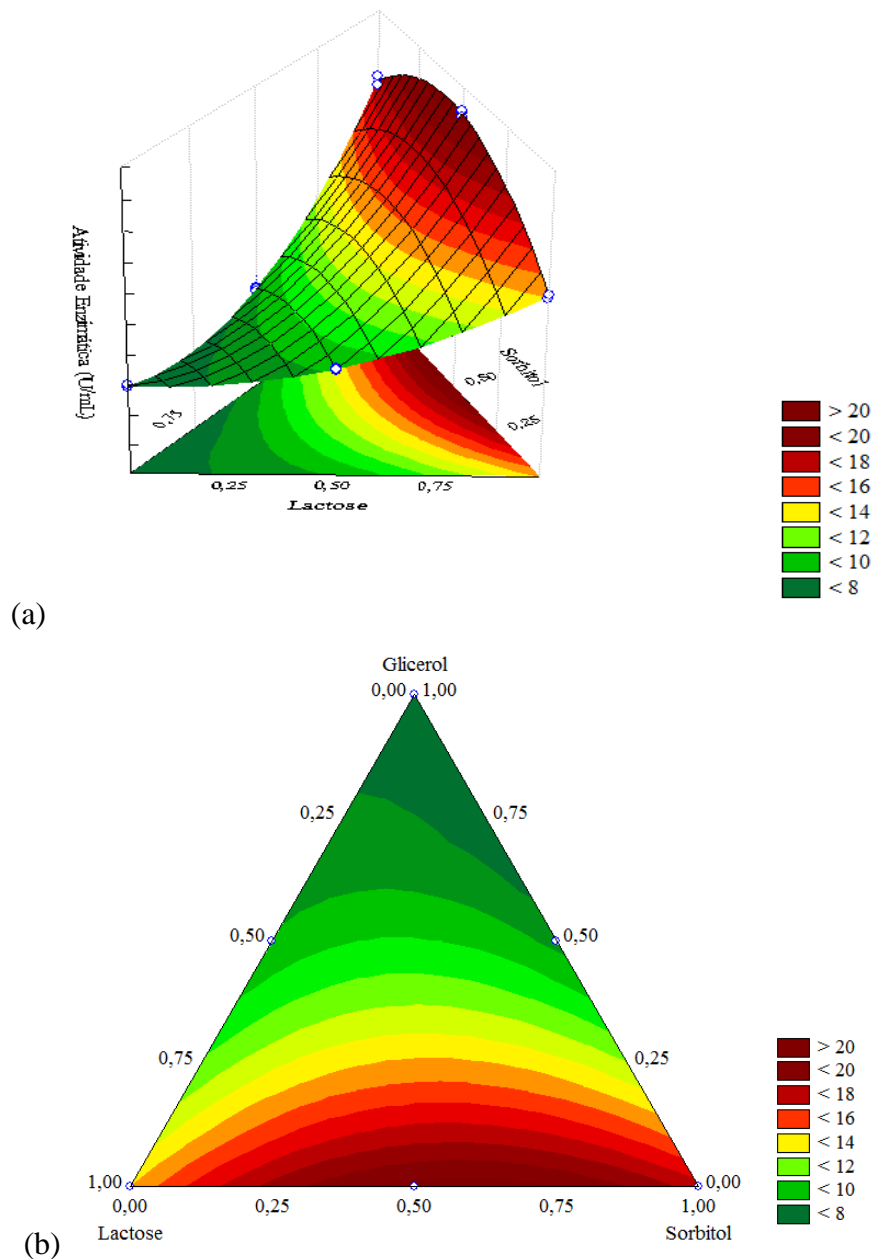 Atividade Enzimática (U/mL)
Sorbitol
0,50
0,25
0,75
0,25 0,50 0,75
Lactose
> 20
< 20
< 18
< 16
< 14
< 12
< 10
< 8
(a)
Glicerol
0,00 1,00
0,25 0,75
0,50 0,50
0,75 0,25
1,00 0,00
0,00 0,25 0,50 0,75 1,00
Lactose Sorbitol
> 20
< 20
< 18
< 16
< 14
< 12
< 10
< 8
(b)